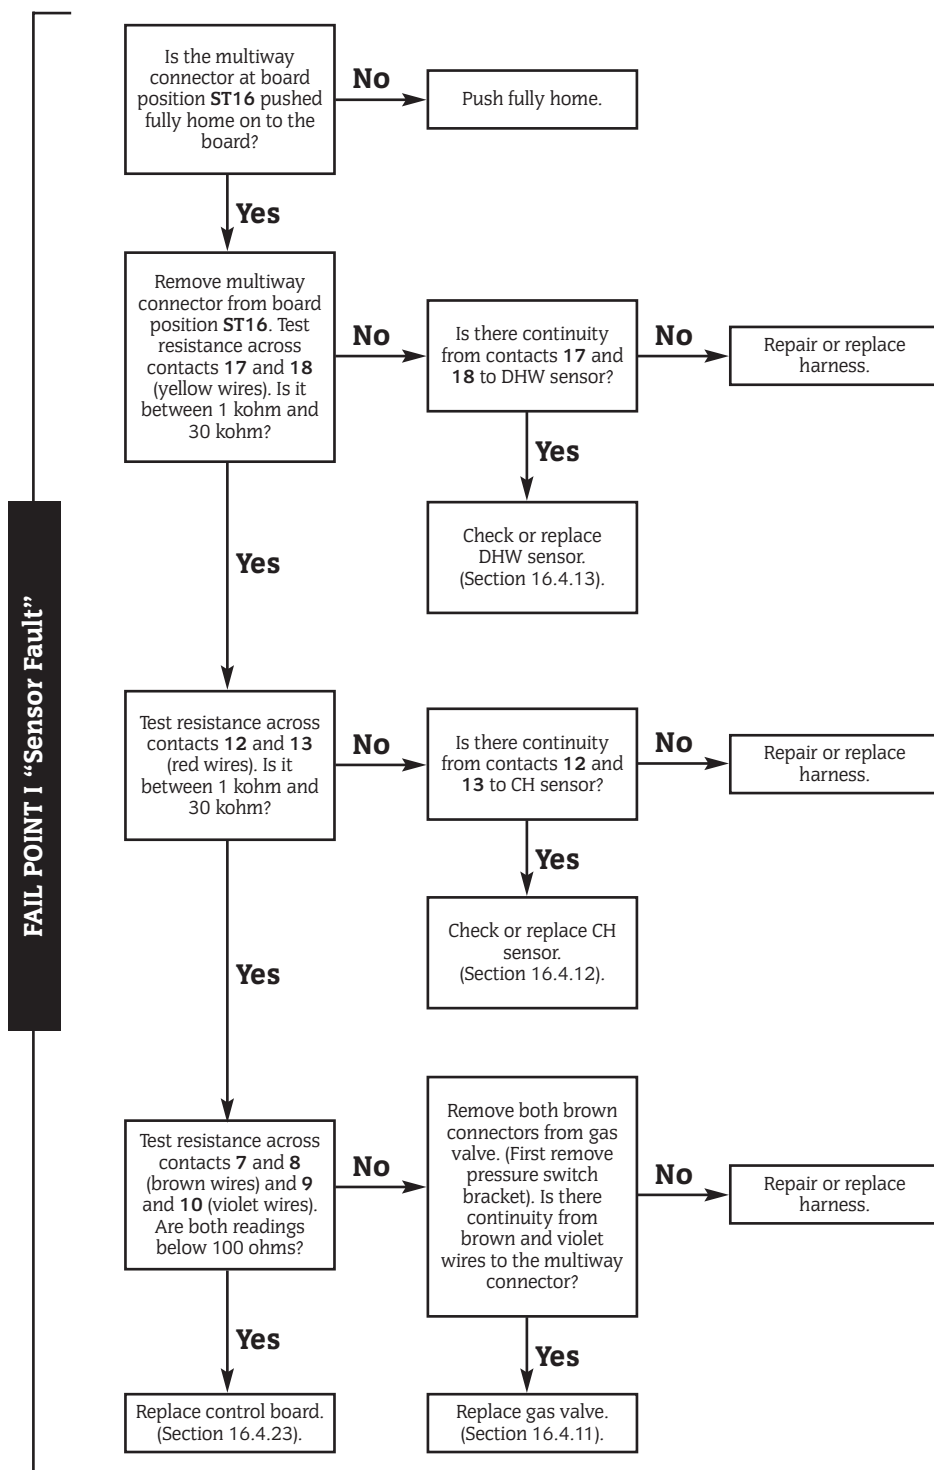 FAIL POINT I “Sensor Fault”
Is the multiway
connector at board
position ST16 pushed
fully home on to the
board?
No
Push fully home.
Yes
Remove multiway
connector from board
position ST16. Test
resistance across
contacts 17 and 18
(yellow wires). Is it
between 1 kohm and
30 kohm?
No
Is there continuity
from contacts 17 and
18 to DHW sensor?
No
Repair or replace
harness.
Yes
Check or replace
DHW sensor.
(Section 16.4.13).
Yes
Test resistance across
contacts 12 and 13
(red wires). Is it
between 1 kohm and
30 kohm?
No
Is there continuity
from contacts 12 and
13 to CH sensor?
No
Repair or replace
harness.
Yes
Check or replace CH
sensor.
(Section 16.4.12).
Yes
Test resistance across
contacts 7 and 8
(brown wires) and 9
and 10 (violet wires).
Are both readings
below 100 ohms?
No
Remove both brown
connectors from gas
valve. (First remove
pressure switch
bracket). Is there
continuity from
brown and violet
wires to the multiway
connector?
No
Repair or replace
harness.
Yes
Replace control board.
(Section 16.4.23).
Yes
Replace gas valve.
(Section 16.4.11).